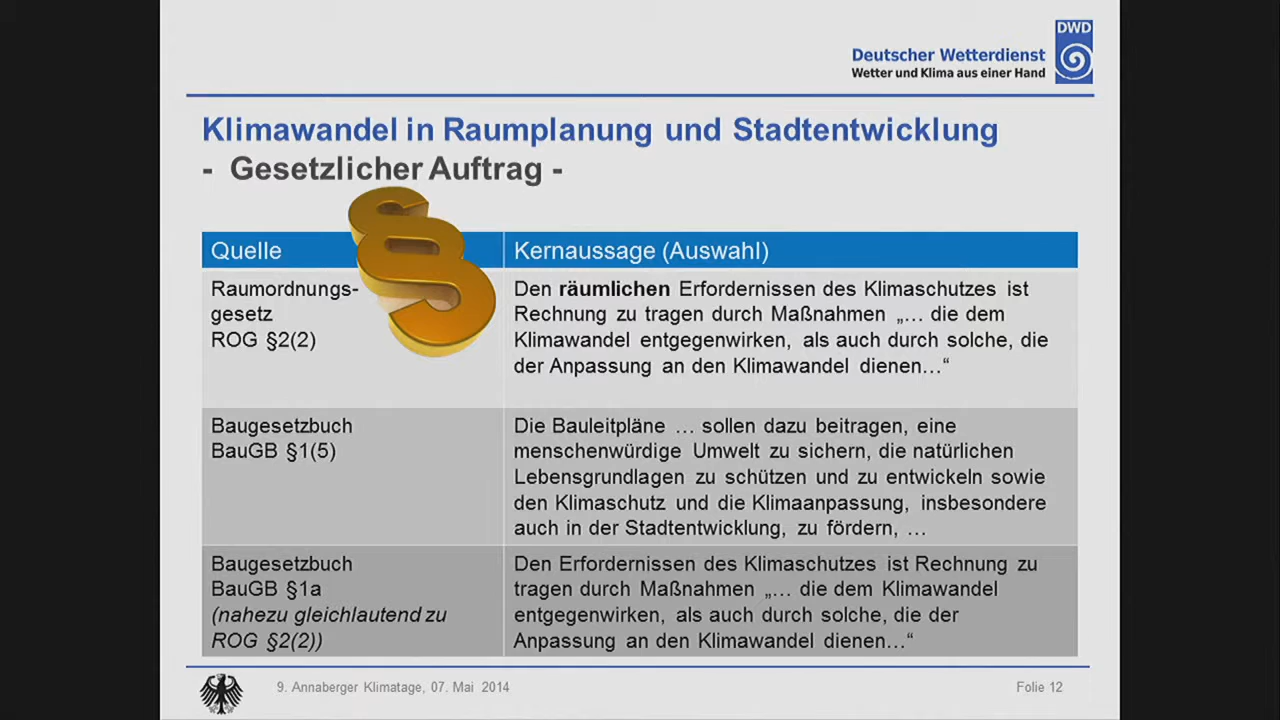 DWD
Deutscher Wetterdienst
Wetter und Klima aus einer Hand
Klimawandel in Raumplanung und Stadtentwicklung
- Gesetzlicher Auftrag -
§
Quelle
Kernaussage (Auswahl)
Raumordnungs-
gesetz
ROG §2(2)
Den räumlichen Erfordernissen des Klimaschutzes ist
Rechnung zu tragen durch Maßnahmen „… die dem
Klimawandel entgegenwirken, als auch durch solche, die
der Anpassung an den Klimawandel dienen…“
Baugesetzbuch
BauGB §1(5)
Die Bauleitpläne … sollen dazu beitragen, eine
menschenwürdige Umwelt zu sichern, die natürlichen
Lebensgrundlagen zu schützen und zu entwickeln sowie
den Klimaschutz und die Klimaanpassung, insbesondere
auch in der Stadtentwicklung, zu fördern, …
Baugesetzbuch
BauGB §1a
(nahezu gleichlautend zu
ROG §2(2))
Den Erfordernissen des Klimaschutzes ist Rechnung zu
tragen durch Maßnahmen „… die dem Klimawandel
entgegenwirken, als auch durch solche, die der
Anpassung an den Klimawandel dienen…“
9. Annaberger Klimatage, 07. Mai 2014
Folie 12